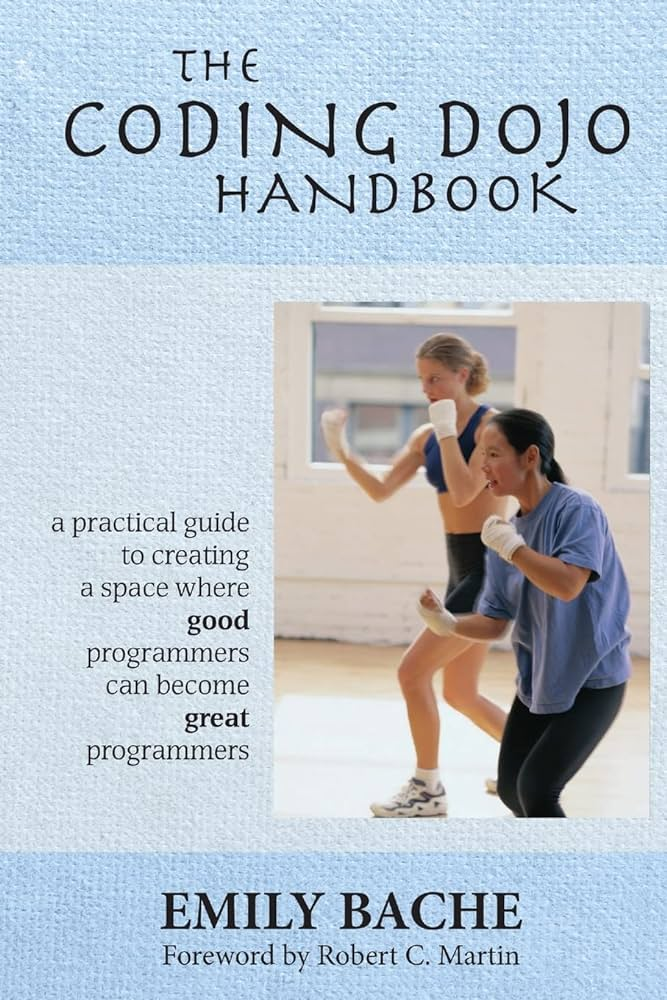 THE
CODING DOJO
HANDBOOK
a practical guide
to creating
a space where
good
programmers
can become
great
programmers
EMILY BACHE
Foreword by Robert C. Martin